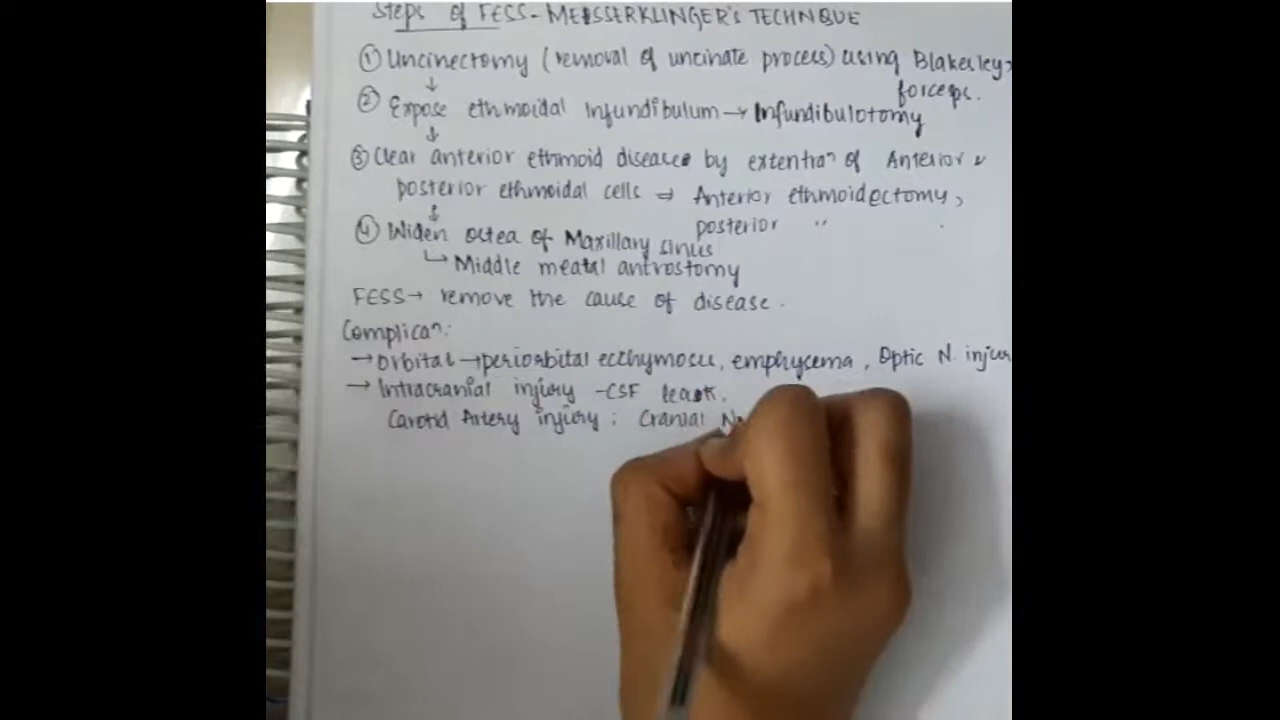 Steps of FESS - MESSERKLINGER'S TECHNIQUE
① Uncinectomy (removal of uncinate process) using Blakesley,
forceps.
② Expose ethmoidal infundibulum → Infundibulotomy
③ Clear anterior ethmoid disease by extention of Anterior &
posterior ethmoidal cells → Anterior ethmoidectomy,
posterior "
④ Widen ostea of Maxillary sinus
↳ Middle meatal antrostomy
FESS → remove the cause of disease.
Complican:
→ Orbital → periorbital ecchymosis, emphysema, Optic N. injur
→ Intracranial injury - CSF leak.
Carotid Artery injury : Cranial N